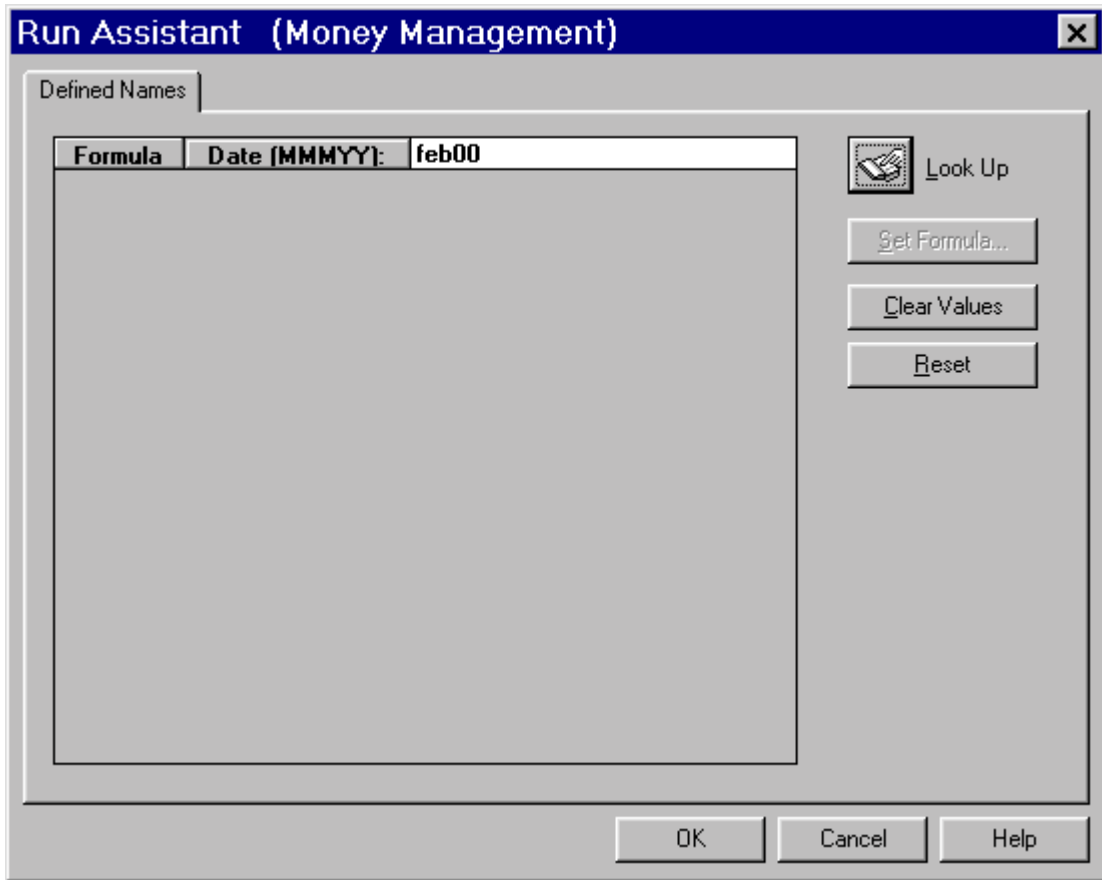 Run Assistant (Money Management)
Defined Names
Formula Date (MMMYY): feb00
Look Up
Set Formula...
Clear Values
Reset
OK Cancel Help